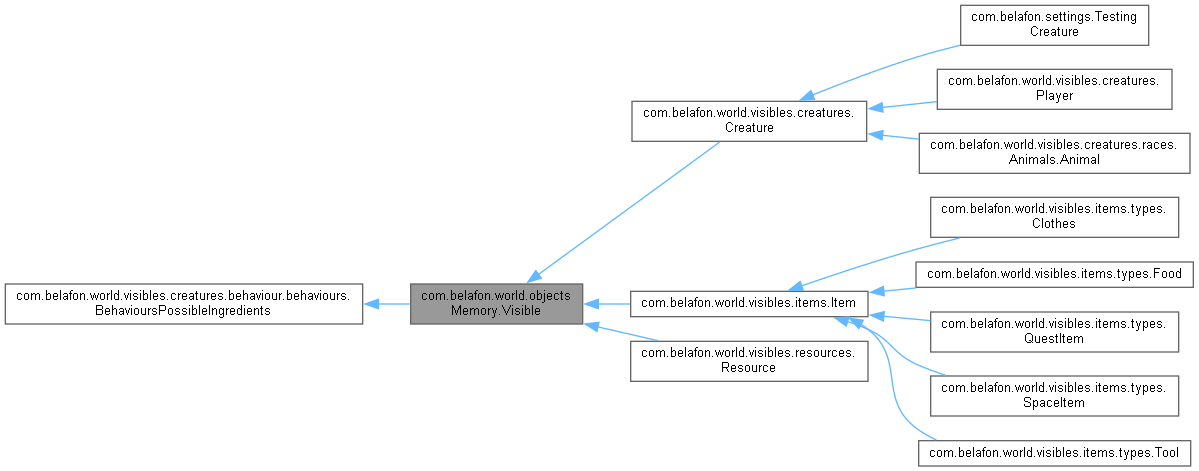 com.belafon.settings.Testing
Creature
com.belafon.world.visibles.creatures.
Player
com.belafon.world.visibles.creatures.
Creature
com.belafon.world.visibles.creatures.races.
Animals.Animal
com.belafon.world.visibles.items.types.
Clothes
com.belafon.world.visibles.items.types.Food
com.belafon.world.visibles.creatures.behaviour.behaviours.
BehavioursPossibleIngredients
com.belafon.world.objects
Memory.Visible
com.belafon.world.visibles.items.Item
com.belafon.world.visibles.items.types.
QuestItem
com.belafon.world.visibles.resources.
Resource
com.belafon.world.visibles.items.types.
SpaceItem
com.belafon.world.visibles.items.types.Tool